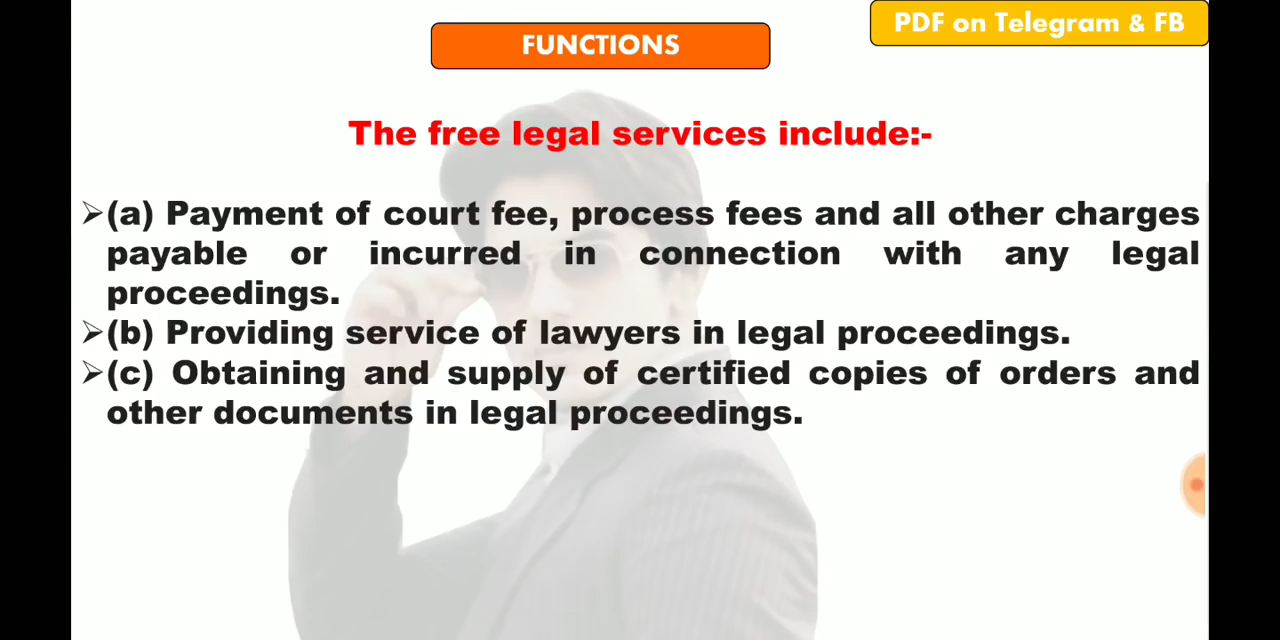 PDF on Telegram & FB
FUNCTIONS
The free legal services include:-
➢(a) Payment of court fee, process fees and all other charges
payable or incurred in connection with any legal
proceedings.
➢(b) Providing service of lawyers in legal proceedings.
➢(c) Obtaining and supply of certified copies of orders and
other documents in legal proceedings.